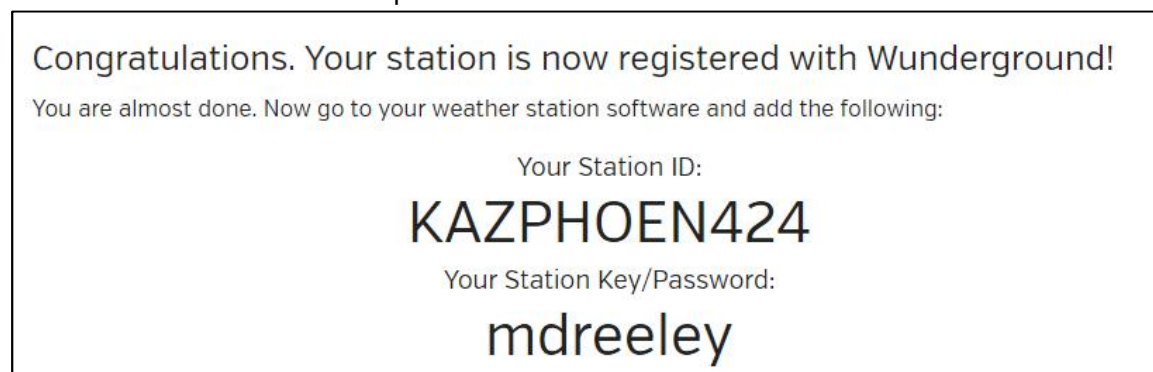 Congratulations. Your station is now registered with Wunderground!
You are almost done. Now go to your weather station software and add the following:
Your Station ID:
KAZPHOEN424
Your Station Key/Password:
mdreeley